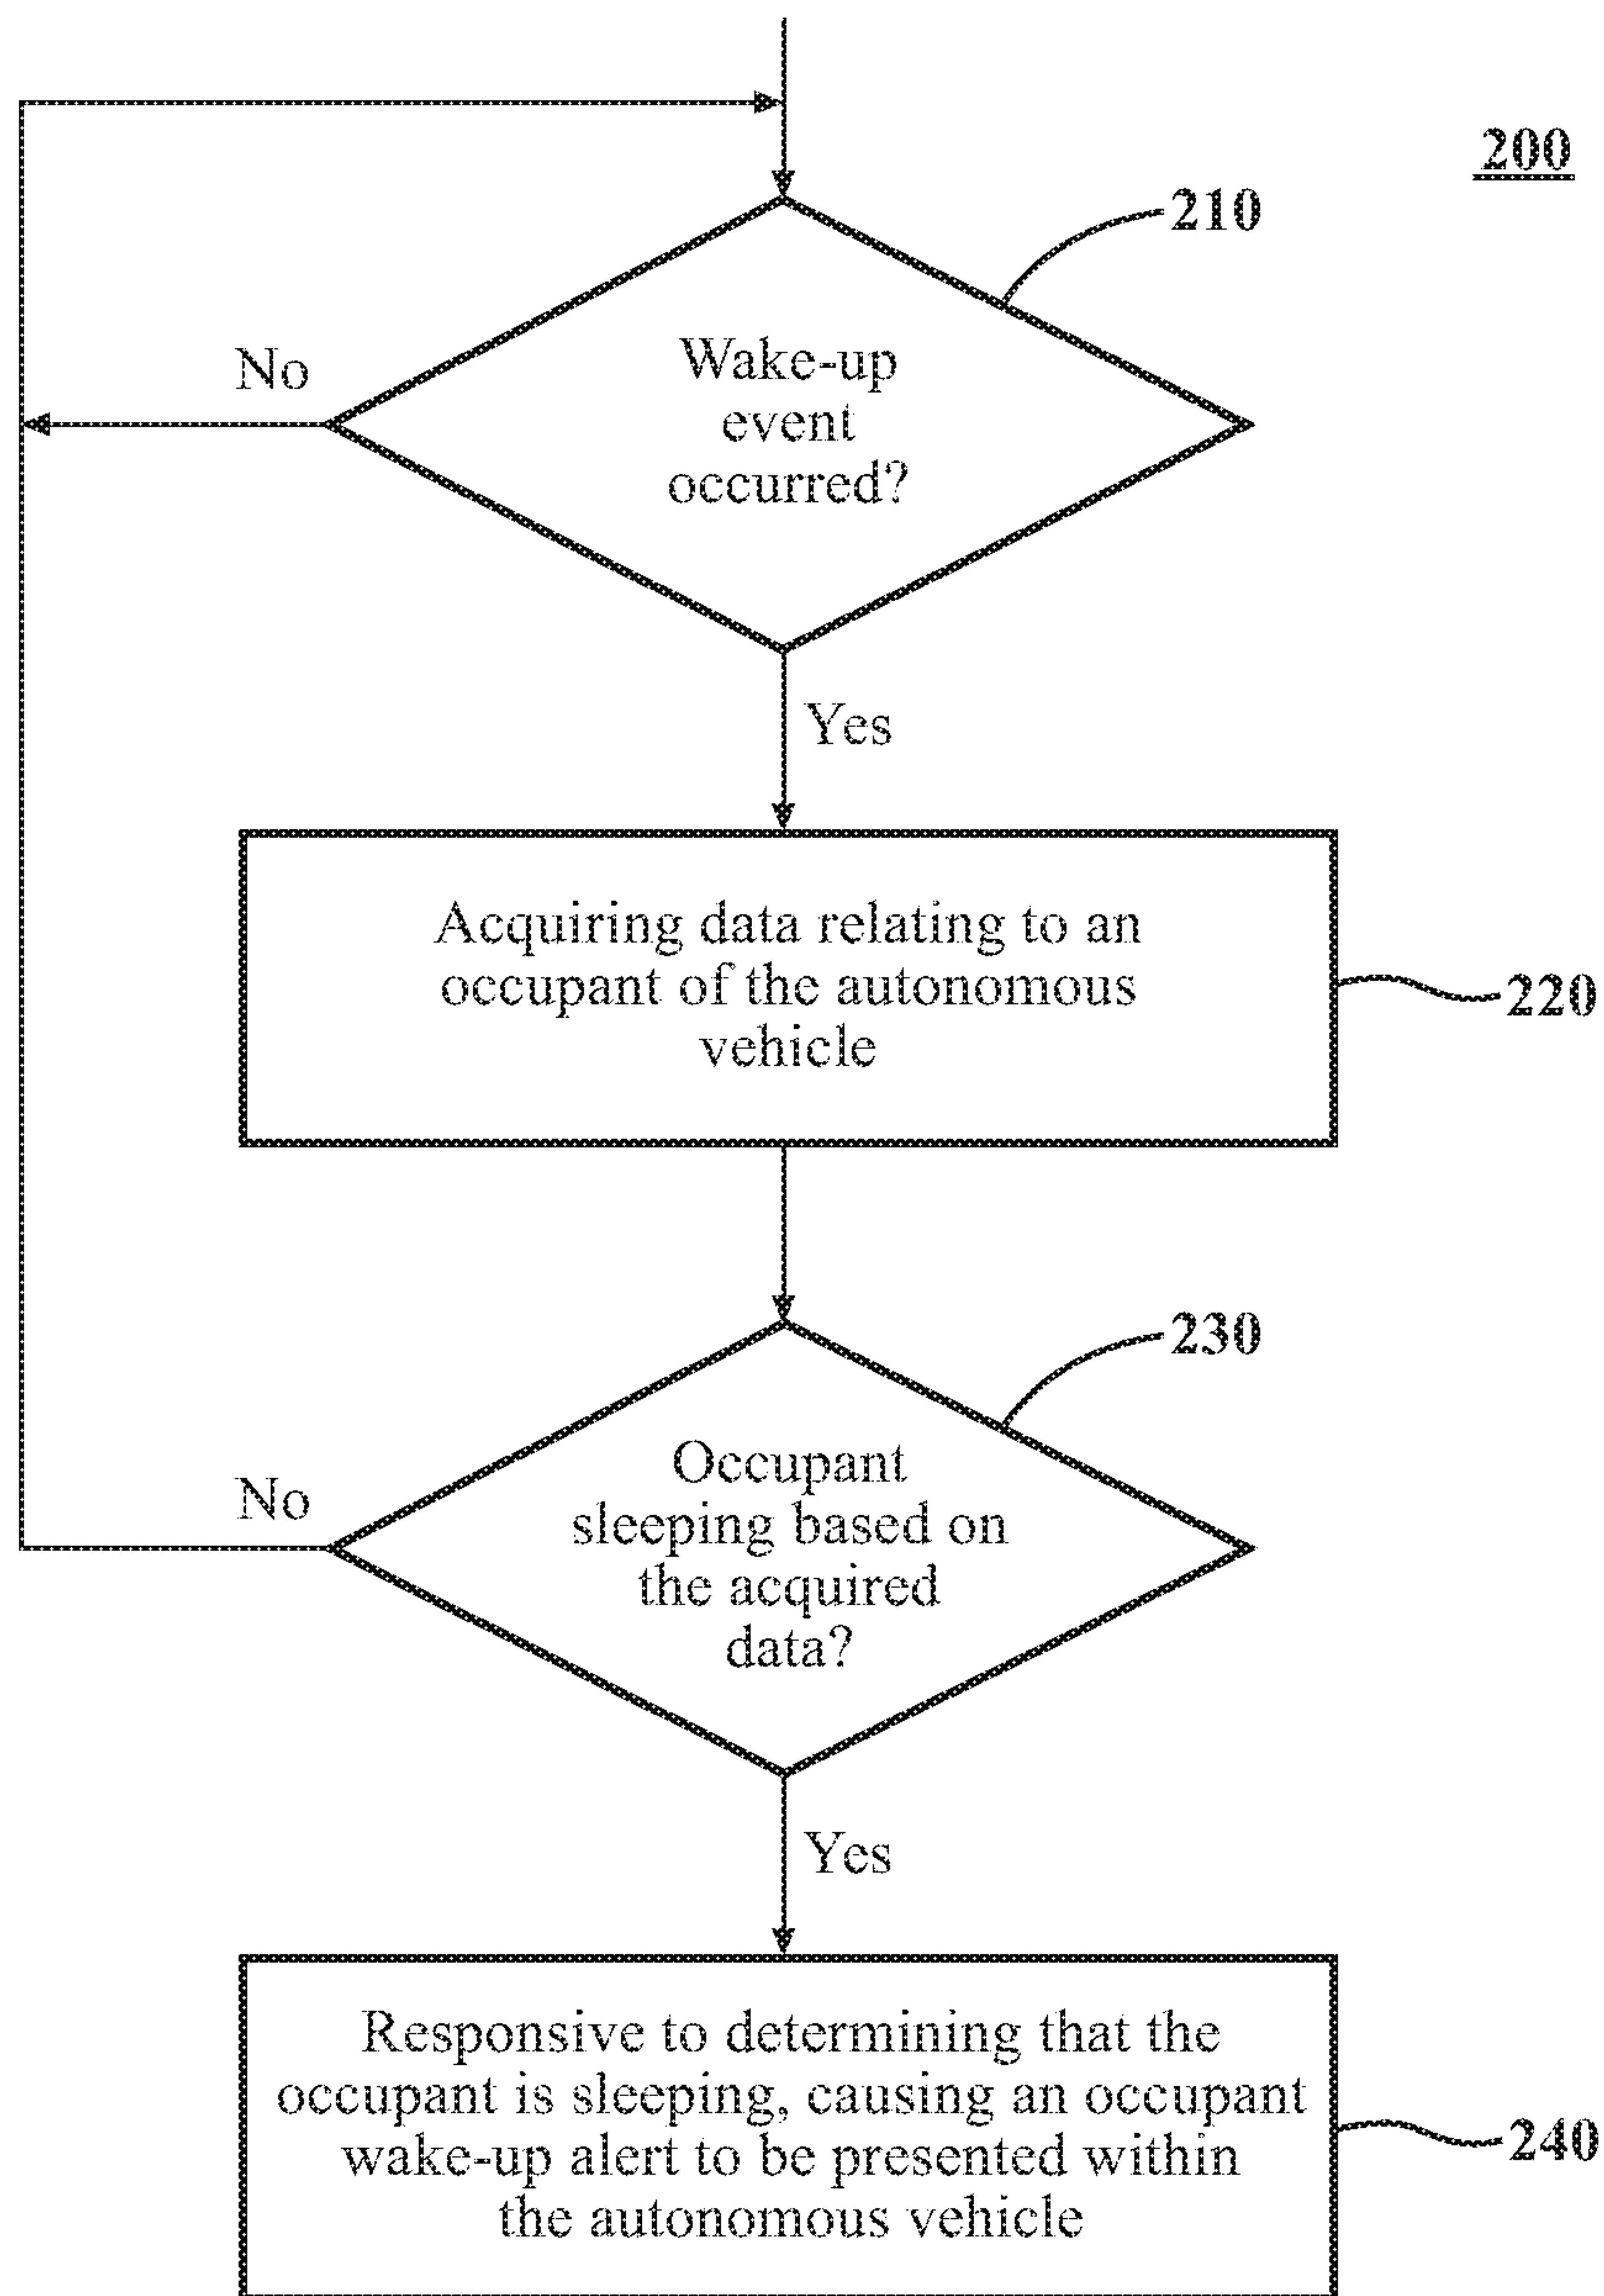 200
210
Wake-up
event
occurred?
No
Yes
Acquiring data relating to an
occupant of the autonomous
vehicle
220
230
Occupant
sleeping based on
the acquired
data?
No
Yes
Responsive to determining that the
occupant is sleeping, causing an occupant
wake-up alert to be presented within
the autonomous vehicle
240